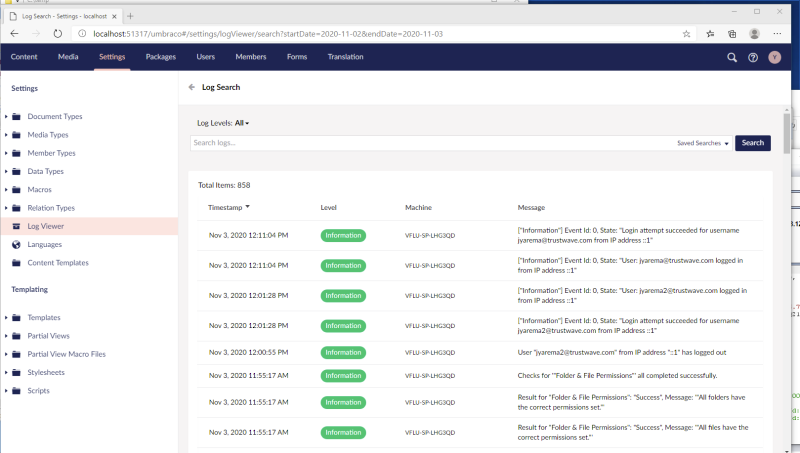 Log Search - Settings - localhost
localhost:51317/umbraco#/settings/logViewer/search?startDate=2020-11-02&endDate=2020-11-03
Content Media Settings Packages Users Members Forms Translation
Y
Settings
Document Types
Media Types
Member Types
Data Types
Macros
Relation Types
Log Viewer
Languages
Content Templates
Templating
Templates
Partial Views
Partial View Macro Files
Stylesheets
Scripts
Log Search
Log Levels: All
Search logs... Saved Searches Search
Total Items: 858
Timestamp Level Machine Message
Nov 3, 2020 12:11:04 PM Information VFLU-SP-LHG3QD ["Information"] Event Id: 0, State: "Login attempt succeeded for username
jyarema@trustwave.com from IP address ::1"
Nov 3, 2020 12:11:04 PM Information VFLU-SP-LHG3QD ["Information"] Event Id: 0, State: "User: jyarema@trustwave.com logged in
from IP address ::1"
Nov 3, 2020 12:01:28 PM Information VFLU-SP-LHG3QD ["Information"] Event Id: 0, State: "User: jyarema2@trustwave.com logged in
from IP address ::1"
Nov 3, 2020 12:01:28 PM Information VFLU-SP-LHG3QD ["Information"] Event Id: 0, State: "Login attempt succeeded for username
jyarema2@trustwave.com from IP address ::1"
Nov 3, 2020 12:00:55 PM Information VFLU-SP-LHG3QD User "jyarema2@trustwave.com" from IP address "::1" has logged out
Nov 3, 2020 11:55:17 AM Information VFLU-SP-LHG3QD Checks for '"Folder & File Permissions"' all completed successfully.
Nov 3, 2020 11:55:17 AM Information VFLU-SP-LHG3QD Result for "Folder & File Permissions": "Success", Message: '"All folders have
the correct permissions set."'
Nov 3, 2020 11:55:17 AM Information VFLU-SP-LHG3QD Result for "Folder & File Permissions": "Success", Message: '"All files have the
correct permissions set."'